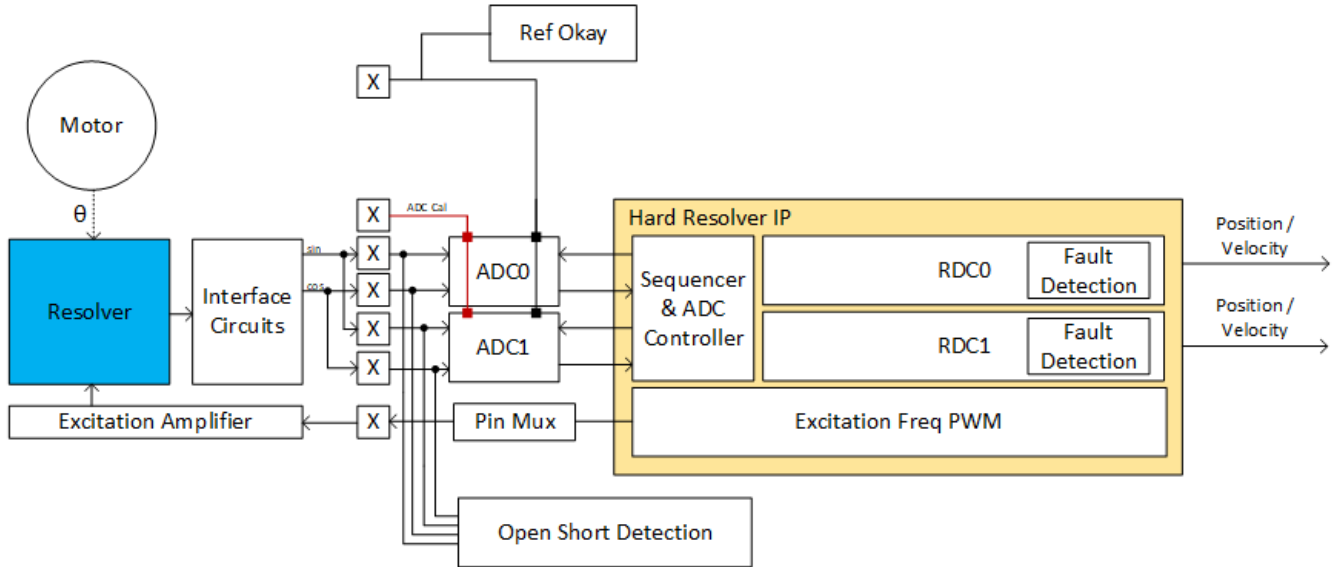 Ref Okay
X
Motor
θ
X
ADC Cal
Hard Resolver IP
Position /
Velocity
sin
X
ADC0
RDC0
Fault
Detection
Resolver
Interface
Circuits
cos
X
Sequencer
& ADC
Controller
Position /
Velocity
X
ADC1
RDC1
Fault
Detection
X
Excitation Amplifier
X
Pin Mux
Excitation Freq PWM
Open Short Detection